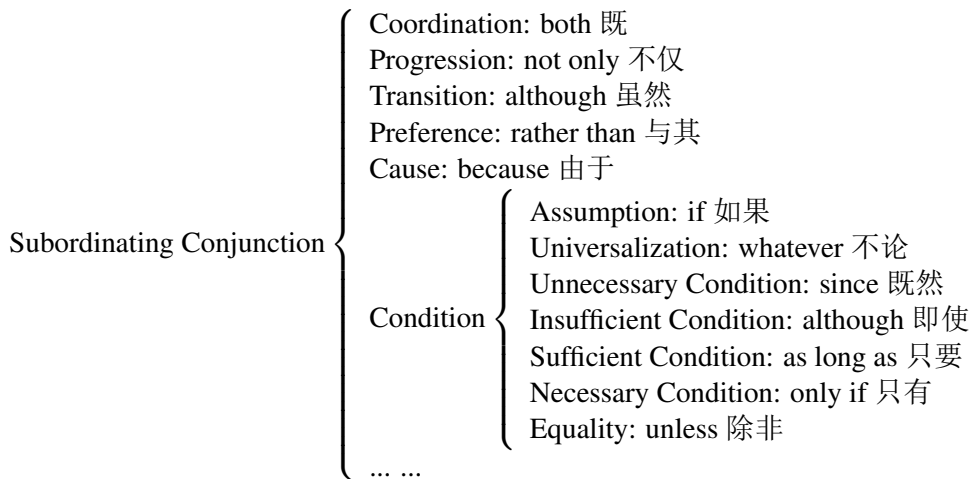 Coordination: both 既
Progression: not only 不仅
Transition: although 虽然
Preference: rather than 与其
Cause: because 由于
Subordinating Conjunction
Condition
Assumption: if 如果
Universalization: whatever 不论
Unnecessary Condition: since 既然
Insufficient Condition: although 即使
Sufficient Condition: as long as 只要
Necessary Condition: only if 只有
Equality: unless 除非
... ...